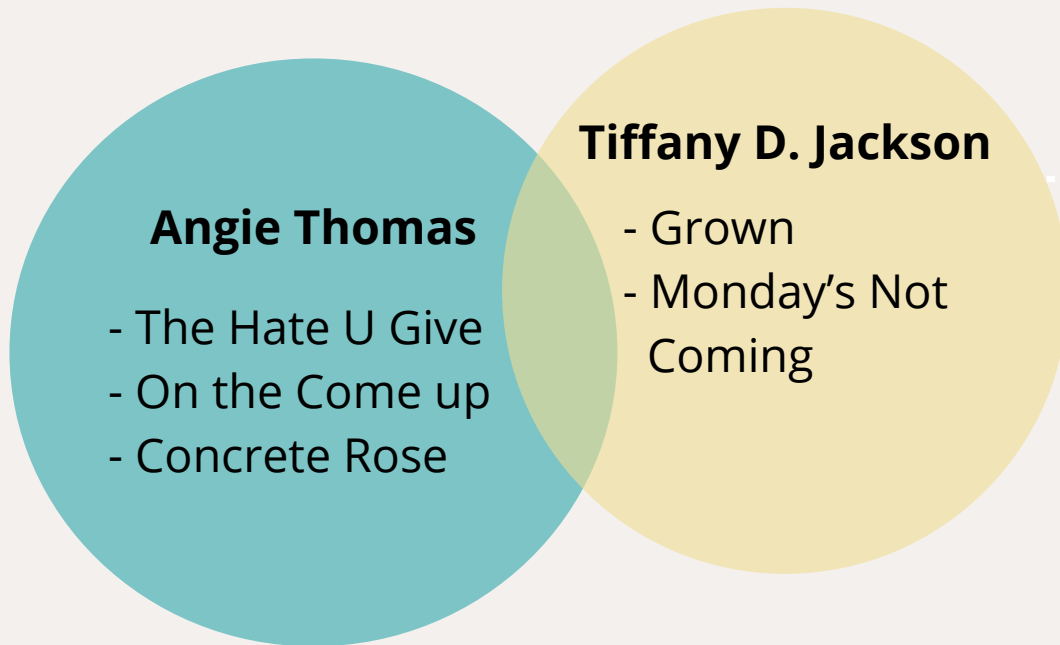 Angie Thomas
- The Hate U Give
- On the Come up
- Concrete Rose
Tiffany D. Jackson
- Grown
- Monday’s Not
Coming